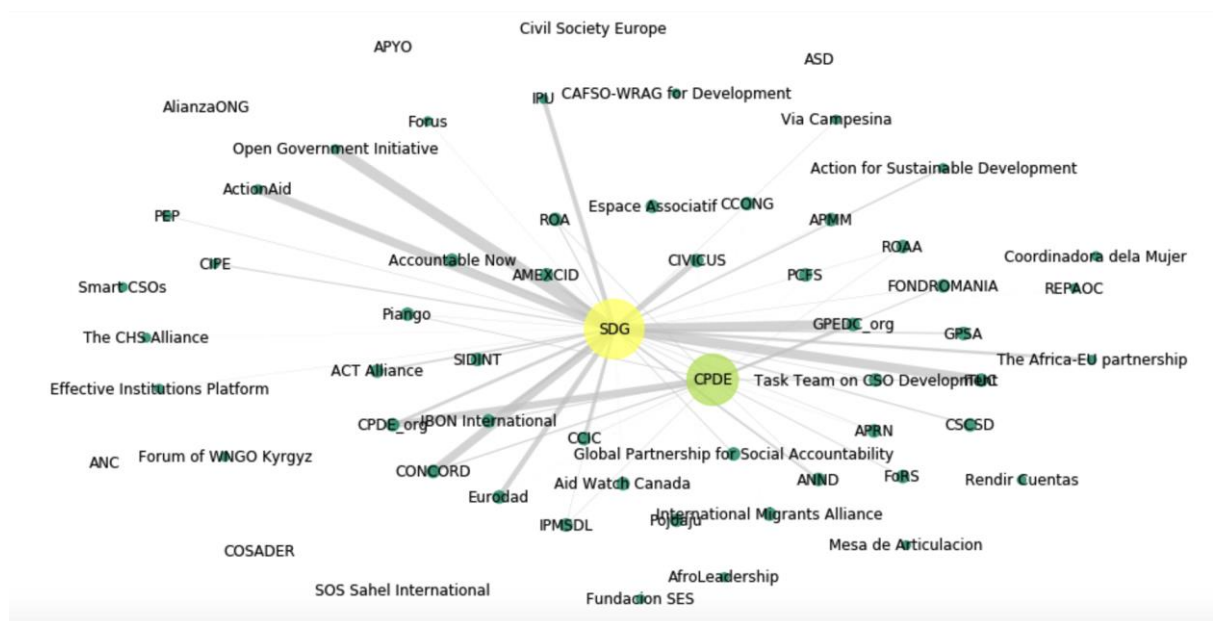 Civil Society Europe
APYO
ASD
IPU
CAFSO-WRAG for Development
AlianzaONG
Forus
Via Campesina
Open Government Initiative
Action for Sustainable Development
ActionAid
Espace Associatif
CCONG
PEP
ROA
APMM
ROAA
Coordinadora dela Mujer
CIPE
Accountable Now
CIVICUS
AMEXCID
PCFS
Smart CSOs
FONDROMANIA
REPAOC
Piango
SDG
GPEDC_org
GPSA
The CHS Alliance
SIDINT
The Africa-EU partnership
ACT Alliance
CPDE
Task Team on CSO Development
ITUC
Effective Institutions Platform
CPDE_org
IBON International
CSCSD
APRN
CCIC
Global Partnership for Social Accountability
ANC
Forum of WNGO Kyrgyz
CONCORD
Aid Watch Canada
ANND
FoRS
Rendir Cuentas
Eurodad
International Migrants Alliance
IPMSDL
Pojoaju
Mesa de Articulacion
COSADER
AfroLeadership
SOS Sahel International
Fundacion SES